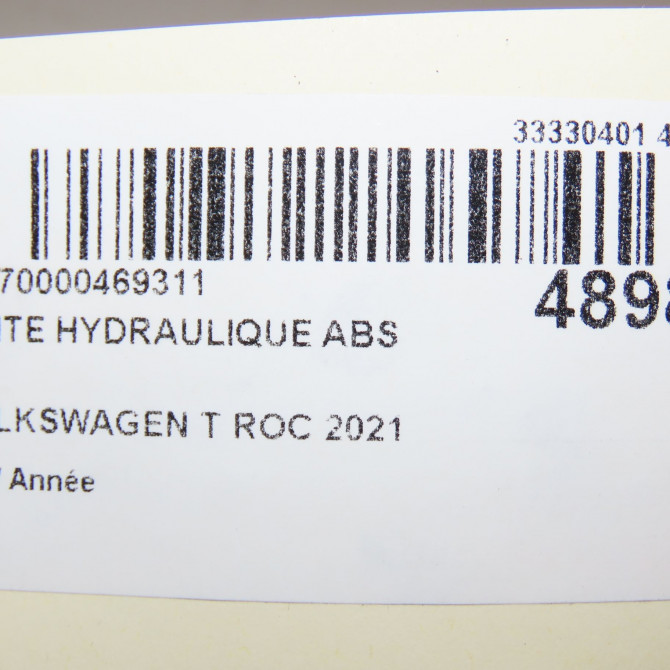 33330401 4
70000469311
4898
ITE HYDRAULIQUE ABS
LKSWAGEN T ROC 2021
/ Année